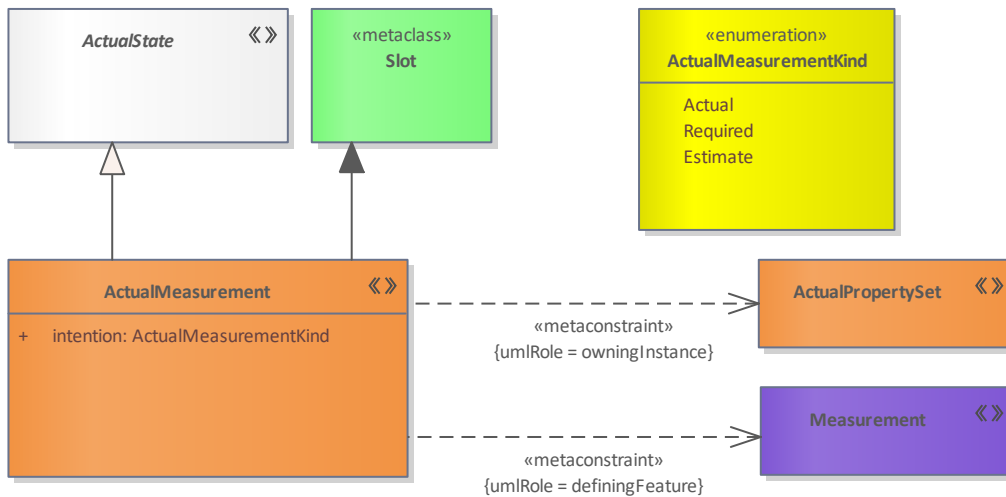 ActualState «»
«metaclass»
Slot
«enumeration»
ActualMeasurementKind
Actual
Required
Estimate
ActualMeasurement «»
+ intention: ActualMeasurementKind
«metaconstraint»
{umlRole = owningInstance}
ActualPropertySet «»
«metaconstraint»
{umlRole = definingFeature}
Measurement «»